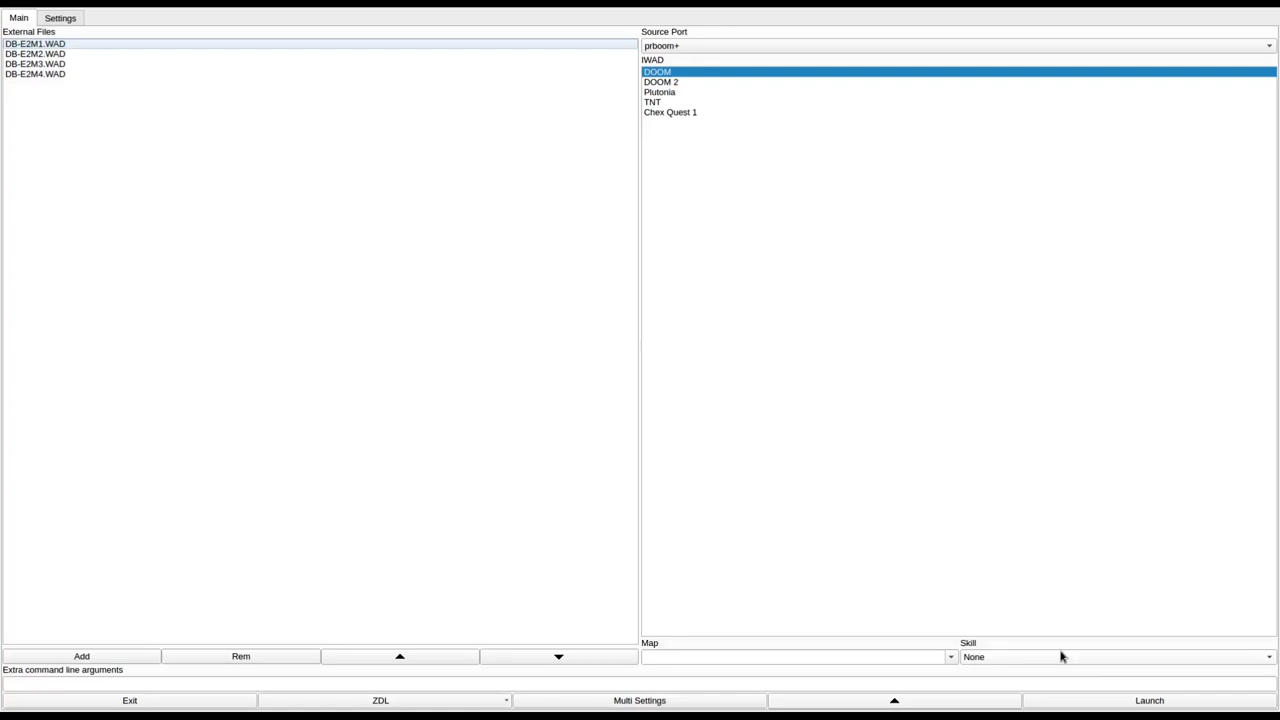 Main Settings
External Files
DB-E2M1.WAD
DB-E2M2.WAD
DB-E2M3.WAD
DB-E2M4.WAD
Source Port
prboom+
IWAD
DOOM
DOOM 2
Plutonia
TNT
Chex Quest 1
Map Skill
None
Add Rem
Extra command line arguments
Exit ZDL Multi Settings Launch